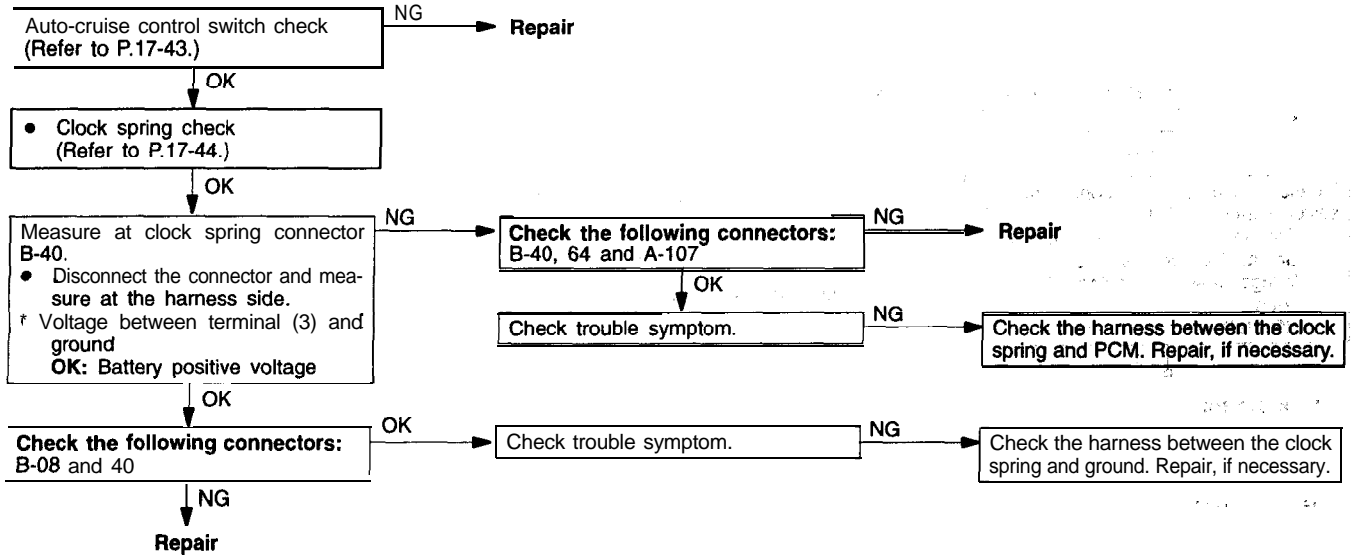 Auto-cruise control switch check
(Refer to P.17-43.)
NG
Repair
OK
● Clock spring check
(Refer to P.17-44.)
OK
Measure at clock spring connector
B-40.
● Disconnect the connector and mea-
sure at the harness side.
* Voltage between terminal (3) and
ground
OK: Battery positive voltage
NG
Check the following connectors:
B-40, 64 and A-107
NG
Repair
OK
Check trouble symptom.
NG
Check the harness between the clock
spring and PCM. Repair, if necessary.
OK
Check the following connectors:
B-08 and 40
OK
Check trouble symptom.
NG
Check the harness between the clock
spring and ground. Repair, if necessary.
NG
Repair